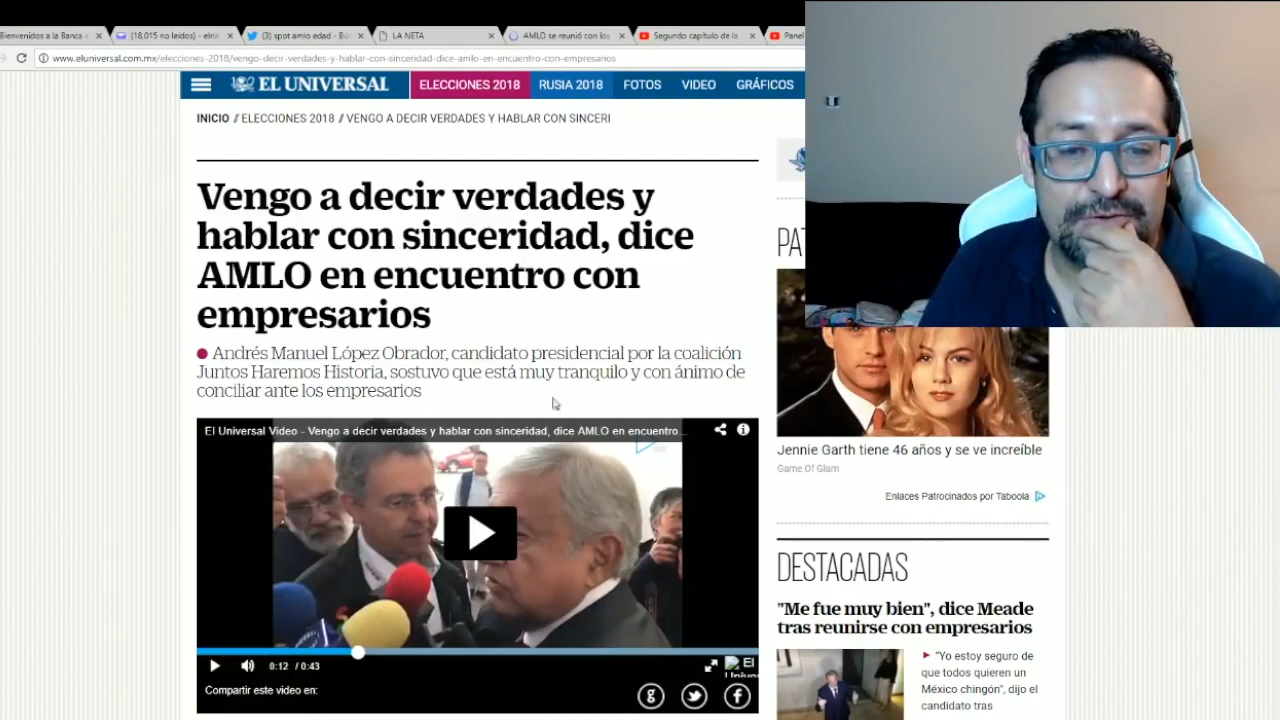 Bienvenidos a la Banca e
(18,015 no leídos) - elna
(3) spot amlo edad - Bús
LA NETA
AMLO se reunió con los
Segundo capítulo de la
Panel
www.eluniversal.com.mx/elecciones-2018/vengo-decir-verdades-y-hablar-con-sinceridad-dice-amlo-en-encuentro-con-empresarios
EL UNIVERSAL
ELECCIONES 2018
RUSIA 2018
FOTOS
VIDEO
GRÁFICOS
INICIO // ELECCIONES 2018 // VENGO A DECIR VERDADES Y HABLAR CON SINCERI
Vengo a decir verdades y
hablar con sinceridad, dice
AMLO en encuentro con
empresarios
Andrés Manuel López Obrador, candidato presidencial por la coalición
Juntos Haremos Historia, sostuvo que está muy tranquilo y con ánimo de
conciliar ante los empresarios
El Universal Video - Vengo a decir verdades y hablar con sinceridad, dice AMLO en encuentro...
0:12 / 0:43
El
Compartir este video en:
PAT
Jennie Garth tiene 46 años y se ve increíble
Game Of Glam
Enlaces Patrocinados por Taboola
DESTACADAS
"Me fue muy bien", dice Meade
tras reunirse con empresarios
"Yo estoy seguro de
que todos quieren un
México chingón", dijo el
candidato tras